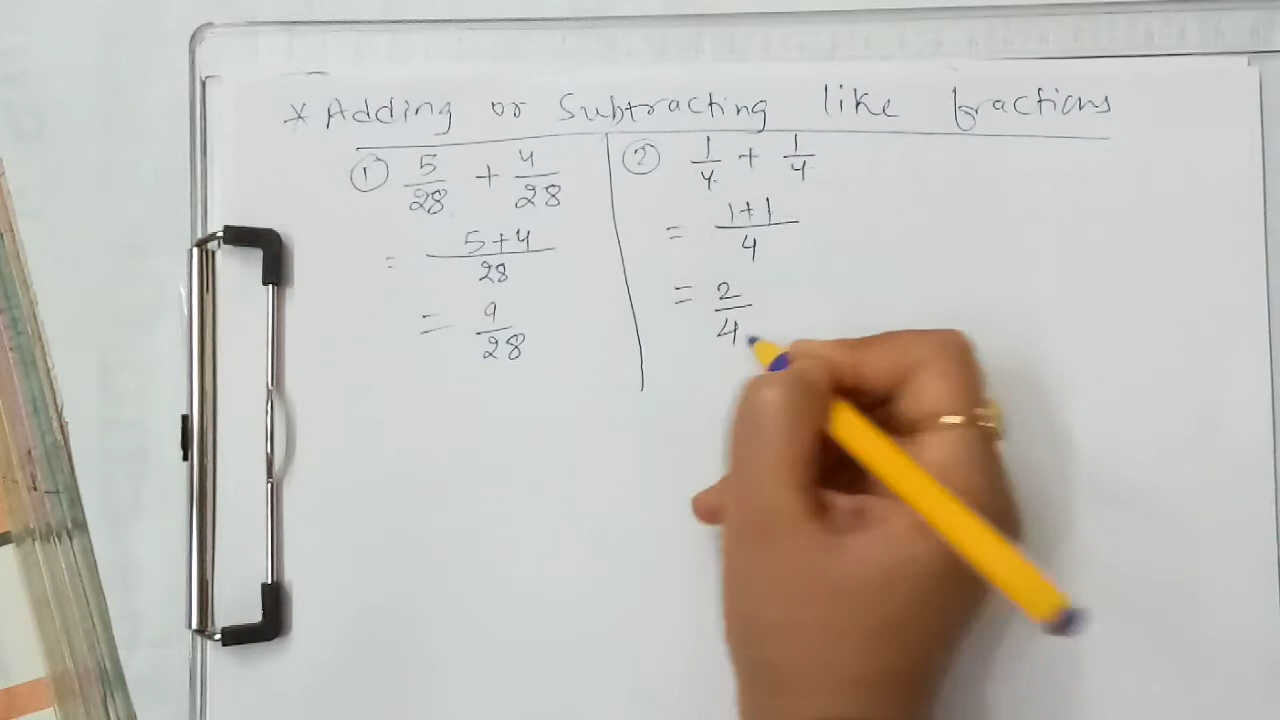 * Adding or Subtracting like fractions
① 5/28 + 4/28
= 5+4/28
= 9/28
② 1/4 + 1/4
= 1+1/4
= 2/4